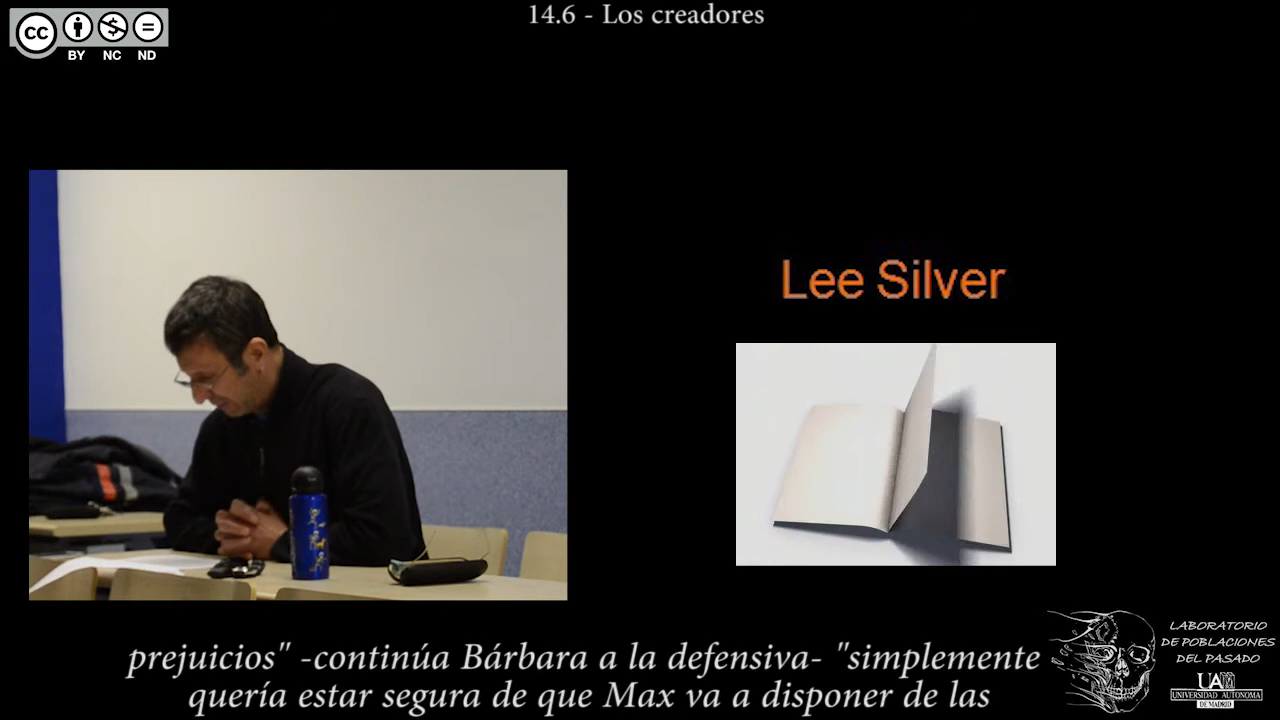 14.6 - Los creadores
cc
BY NC ND
Lee Silver
prejuicios" -continúa Bárbara a la defensiva- "simplemente
quería estar segura de que Max va a disponer de las
LABORATORIO
DE POBLACIONES
DEL PASADO
UAM
UNIVERSIDAD AUTONOMA
DE MADRID